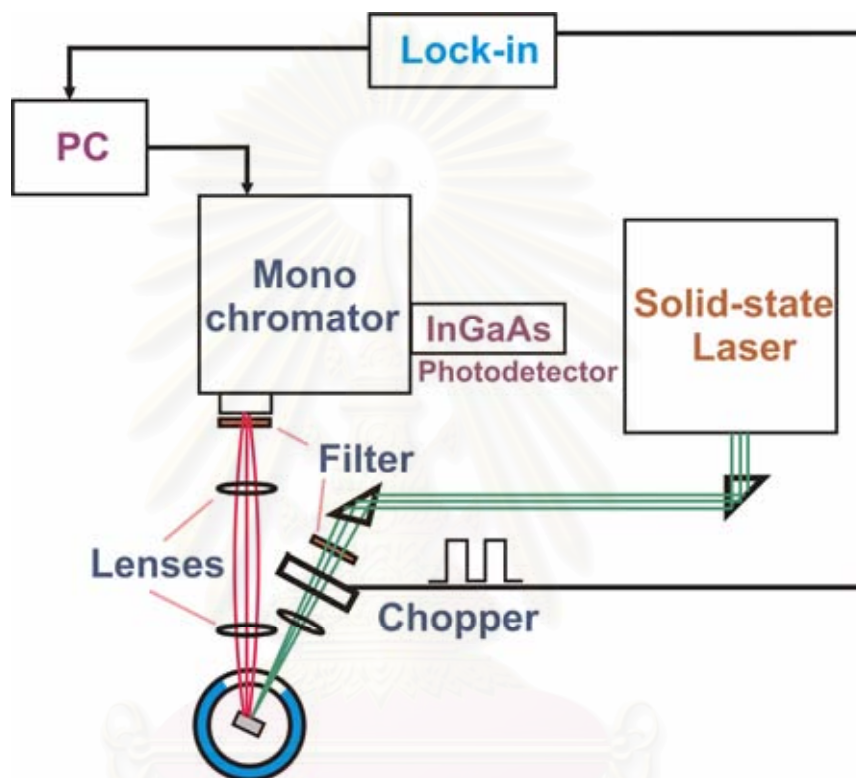 Lock-in
PC
Mono
chromator
InGaAs
Photodetector
Solid-state
Laser
Filter
Lenses
Chopper